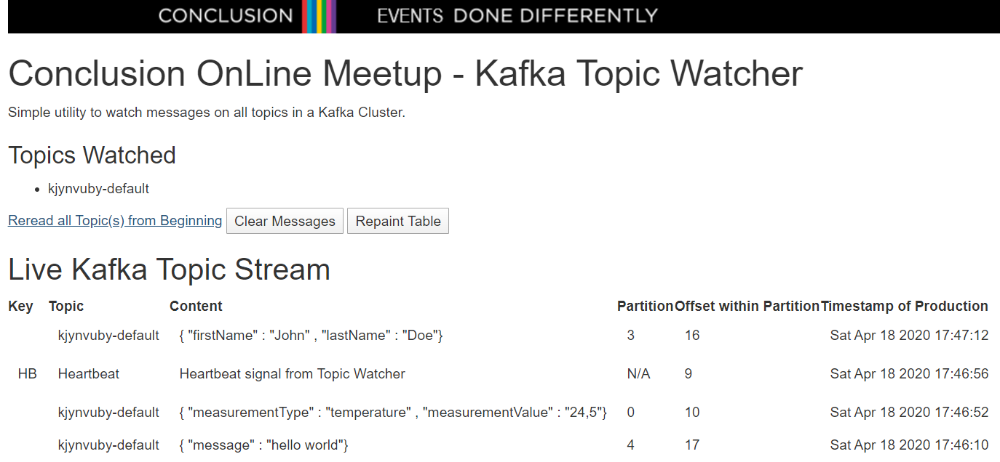 CONCLUSION EVENTS DONE DIFFERENTLY
Conclusion OnLine Meetup - Kafka Topic Watcher
Simple utility to watch messages on all topics in a Kafka Cluster.
Topics Watched
• kjynvuby-default
Reread all Topic(s) from Beginning Clear Messages Repaint Table
Live Kafka Topic Stream
Key Topic Content Partition Offset within Partition Timestamp of Production
kjynvuby-default { "firstName" : "John" , "lastName" : "Doe"} 3 16 Sat Apr 18 2020 17:47:12
HB Heartbeat Heartbeat signal from Topic Watcher N/A 9 Sat Apr 18 2020 17:46:56
kjynvuby-default { "measurementType" : "temperature" , "measurementValue" : "24,5"} 0 10 Sat Apr 18 2020 17:46:52
kjynvuby-default { "message" : "hello world"} 4 17 Sat Apr 18 2020 17:46:10